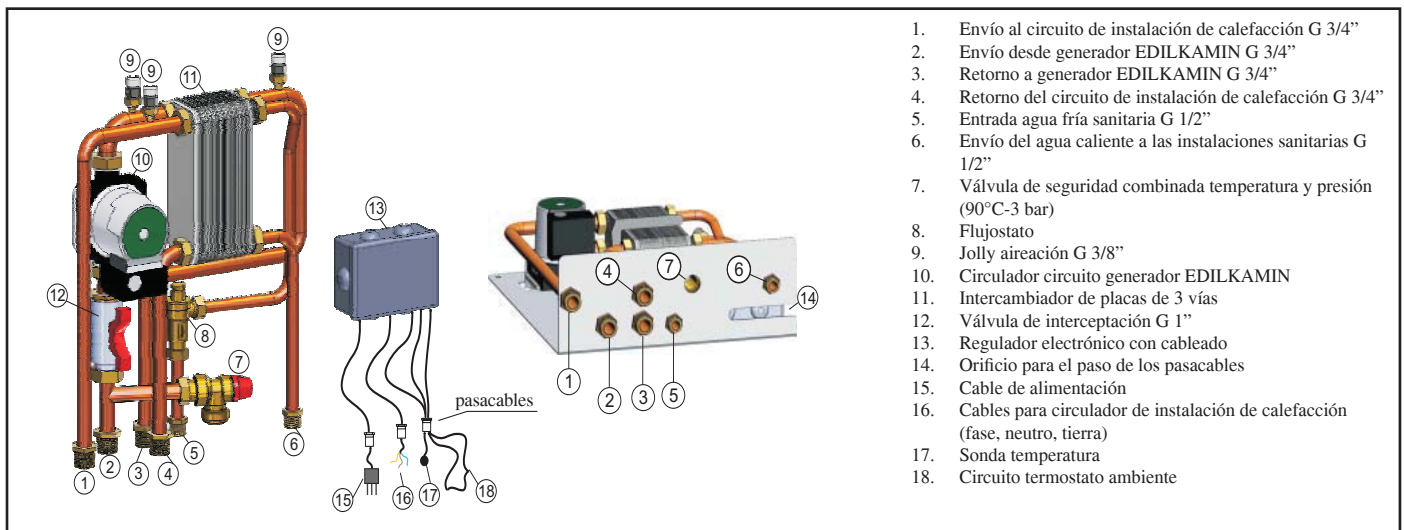 9
9
9
11
10
12
8
7
1
2
3
4
5
6
13
pasacables
15
16
17
18
4
7
6
14
1
2
3
5
1. Envío al circuito de instalación de calefacción G 3/4”
2. Envío desde generador EDILKAMIN G 3/4”
3. Retorno a generador EDILKAMIN G 3/4”
4. Retorno del circuito de instalación de calefacción G 3/4”
5. Entrada agua fría sanitaria G 1/2”
6. Envío del agua caliente a las instalaciones sanitarias G
1/2”
7. Válvula de seguridad combinada temperatura y presión
(90°C-3 bar)
8. Flujostato
9. Jolly aireación G 3/8”
10. Circulador circuito generador EDILKAMIN
11. Intercambiador de placas de 3 vías
12. Válvula de interceptación G 1”
13. Regulador electrónico con cableado
14. Orificio para el paso de los pasacables
15. Cable de alimentación
16. Cables para circulador de instalación de calefacción
(fase, neutro, tierra)
17. Sonda temperatura
18. Circuito termostato ambiente